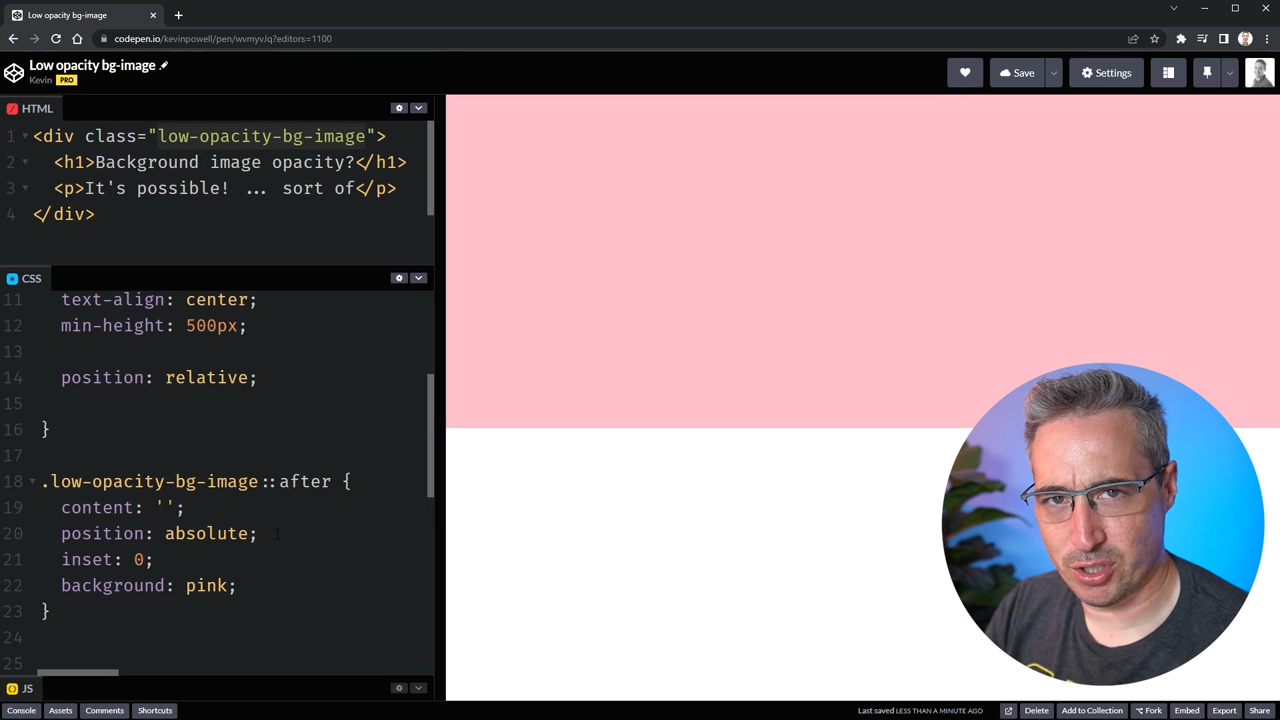 Low opacity bg-image
codepen.io/kevinpowell/pen/wvmyvJq?editors=1100
Low opacity bg-image
Kevin PRO
Save
Settings
HTML
1 <div class="low-opacity-bg-image">
2 <h1>Background image opacity?</h1>
3 <p>It's possible! ... sort of</p>
4 </div>
CSS
11 text-align: center;
12 min-height: 500px;
13
14 position: relative;
15
16 }
17
18 .low-opacity-bg-image::after {
19 content: '';
20 position: absolute;
21 inset: 0;
22 background: pink;
23 }
24
25
JS
Console Assets Comments Shortcuts Last saved LESS THAN A MINUTE AGO Delete Add to Collection Fork Embed Export Share